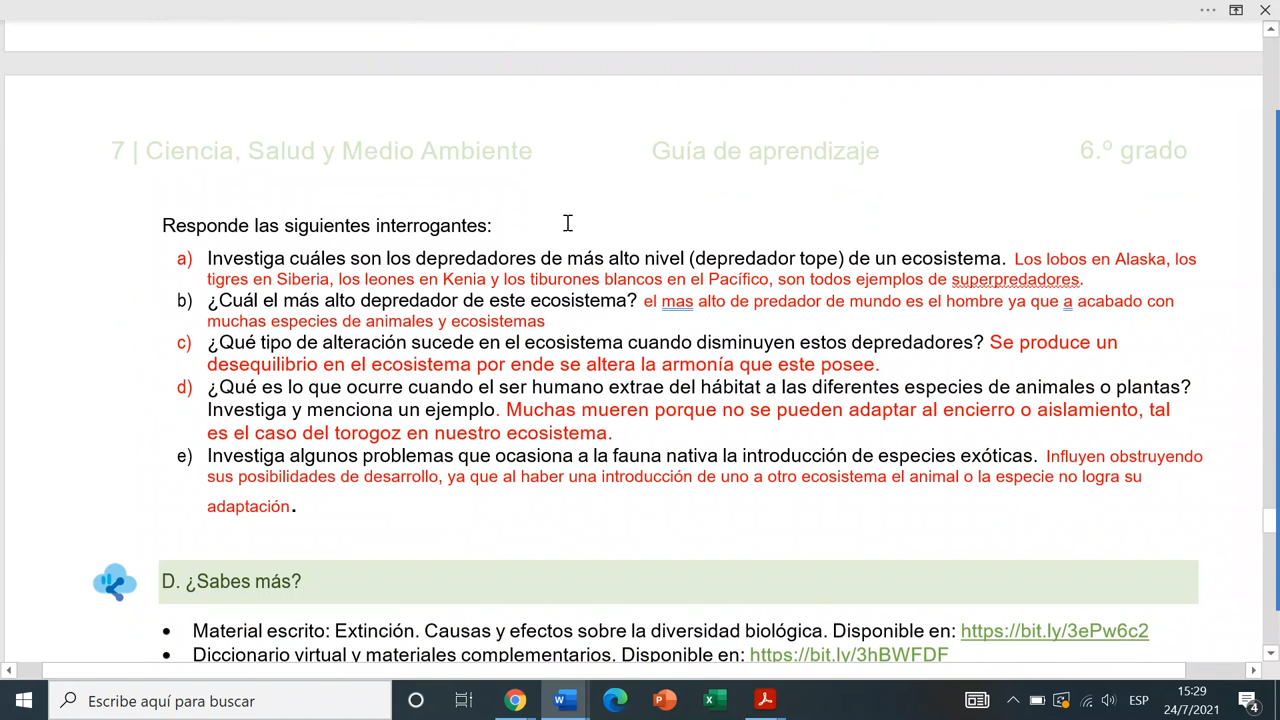 7 | Ciencia, Salud y Medio Ambiente Guía de aprendizaje 6.º grado
Responde las siguientes interrogantes:
a) Investiga cuáles son los depredadores de más alto nivel (depredador tope) de un ecosistema. Los lobos en Alaska, los
tigres en Siberia, los leones en Kenia y los tiburones blancos en el Pacífico, son todos ejemplos de superpredadores.
b) ¿Cuál el más alto depredador de este ecosistema? el mas alto de predador de mundo es el hombre ya que a acabado con
muchas especies de animales y ecosistemas
c) ¿Qué tipo de alteración sucede en el ecosistema cuando disminuyen estos depredadores? Se produce un
desequilibrio en el ecosistema por ende se altera la armonía que este posee.
d) ¿Qué es lo que ocurre cuando el ser humano extrae del hábitat a las diferentes especies de animales o plantas?
Investiga y menciona un ejemplo. Muchas mueren porque no se pueden adaptar al encierro o aislamiento, tal
es el caso del torogoz en nuestro ecosistema.
e) Investiga algunos problemas que ocasiona a la fauna nativa la introducción de especies exóticas. Influyen obstruyendo
sus posibilidades de desarrollo, ya que al haber una introducción de uno a otro ecosistema el animal o la especie no logra su
adaptación.
D. ¿Sabes más?
• Material escrito: Extinción. Causas y efectos sobre la diversidad biológica. Disponible en: https://bit.ly/3ePw6c2
• Diccionario virtual y materiales complementarios. Disponible en: https://bit.ly/3hBWFDF
Escribe aquí para buscar
ESP
15:29
24/7/2021
4